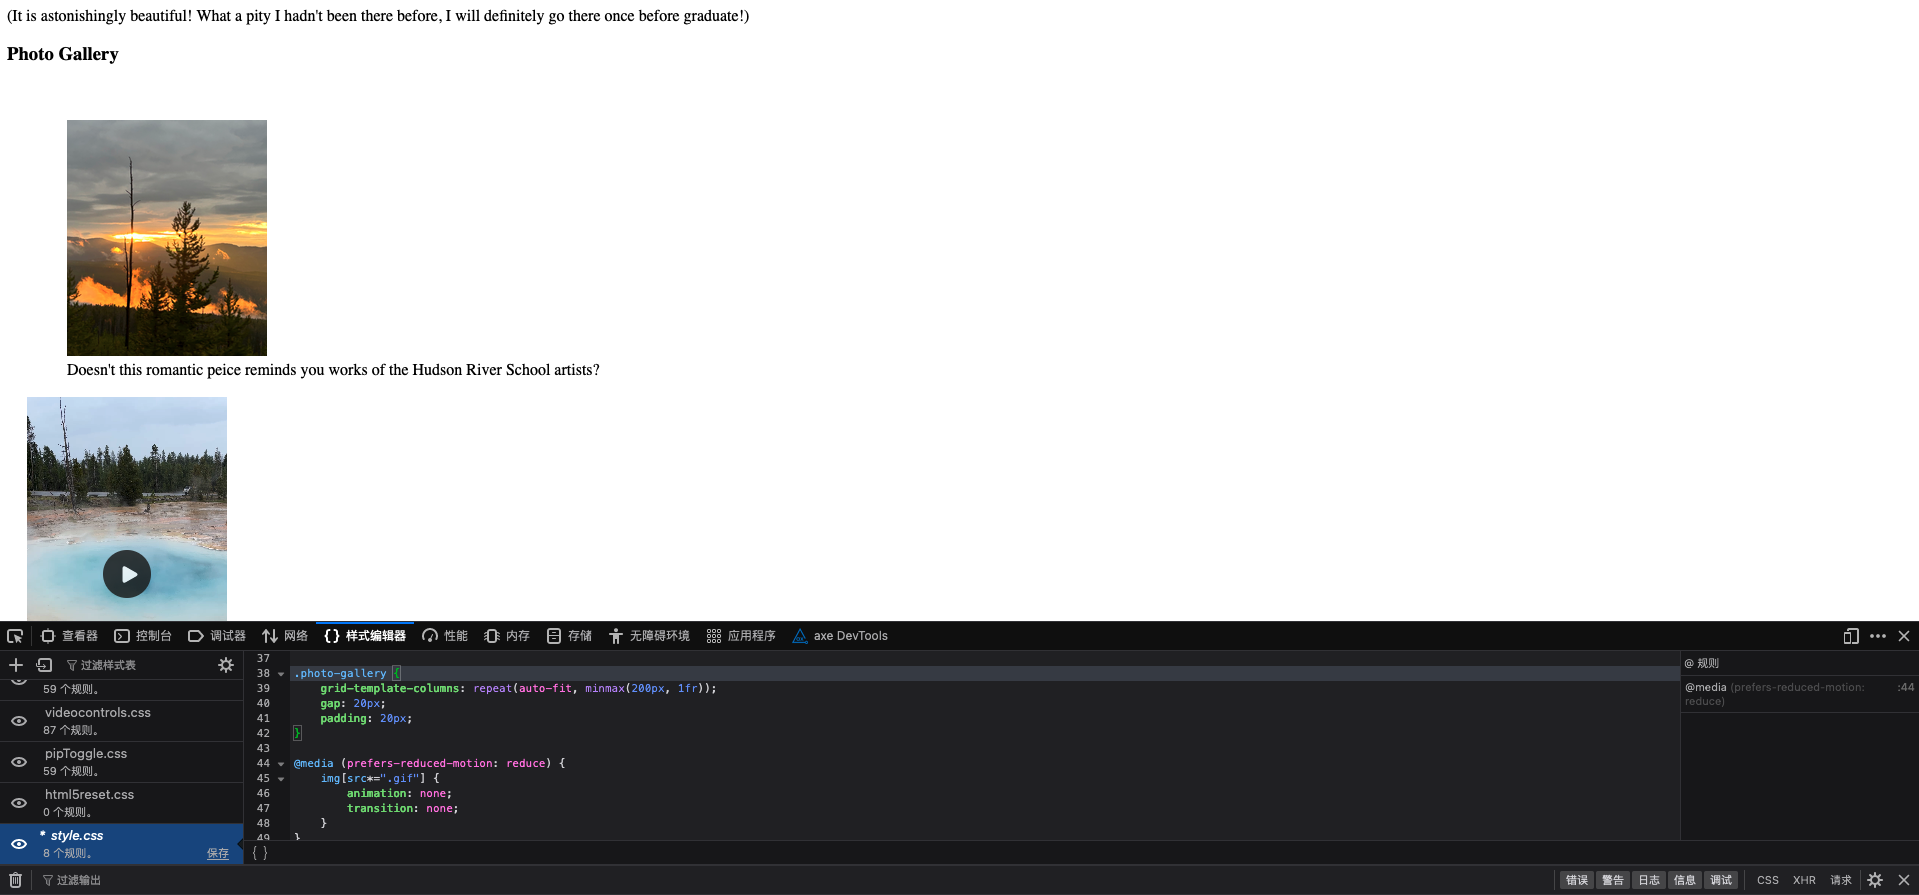 (It is astonishingly beautiful! What a pity I hadn't been there before, I will definitely go there once before graduate!)
Photo Gallery
Doesn't this romantic peice reminds you works of the Hudson River School artists?
查看器 控制台 调试器 网络 {} 样式编辑器 性能 内存 存储 无障碍环境 应用程序 axe DevTools
过滤样式表
59 个规则。
videocontrols.css
87 个规则。
pipToggle.css
59 个规则。
html5reset.css
0 个规则。
* style.css
8 个规则。 保存
37
38 .photo-gallery {
39 grid-template-columns: repeat(auto-fit, minmax(200px, 1fr));
40 gap: 20px;
41 padding: 20px;
42 }
43
44 @media (prefers-reduced-motion: reduce) {
45 img[src*=".gif"] {
46 animation: none;
47 transition: none;
48 }
49 }
{ }
@ 规则
@media (prefers-reduced-motion: reduce) :44
过滤输出
错误 警告 日志 信息 调试 CSS XHR 请求